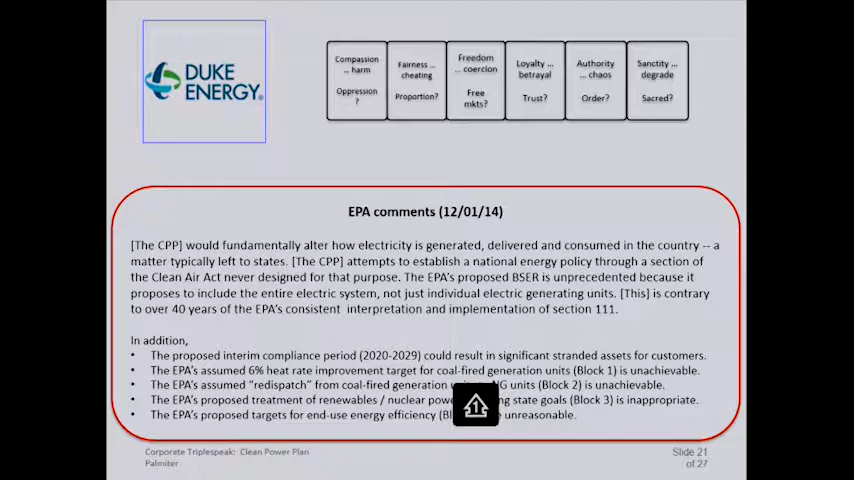 DUKE
ENERGY®
Compassion
... harm
Oppression
?
Fairness ...
cheating
Proportion?
Freedom
... coercion
Free
mkts?
Loyalty ...
betrayal
Trust?
Authority
... chaos
Order?
Sanctity ...
degrade
Sacred?
EPA comments (12/01/14)
[The CPP] would fundamentally alter how electricity is generated, delivered and consumed in the country -- a
matter typically left to states. [The CPP] attempts to establish a national energy policy through a section of
the Clean Air Act never designed for that purpose. The EPA's proposed BSER is unprecedented because it
proposes to include the entire electric system, not just individual electric generating units. [This] is contrary
to over 40 years of the EPA's consistent interpretation and implementation of section 111.
In addition,
• The proposed interim compliance period (2020-2029) could result in significant stranded assets for customers.
• The EPA's assumed 6% heat rate improvement target for coal-fired generation units (Block 1) is unachievable.
• The EPA's assumed "redispatch" from coal-fired generation units (Block 2) is unachievable.
• The EPA's proposed treatment of renewables / nuclear state goals (Block 3) is inappropriate.
• The EPA's proposed targets for end-use energy efficiency unreasonable.
1
Corporate Triplespeak: Clean Power Plan
Palmiter
Slide 21
of 27